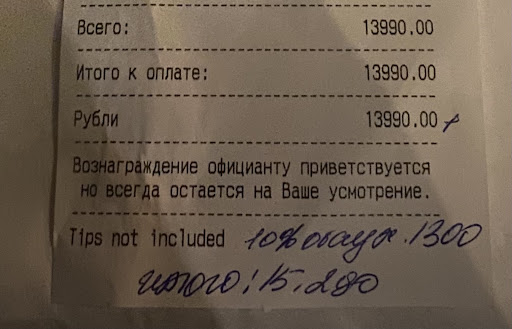 Всего: 13990.00
Итого к оплате: 13990.00
Рубли 13990.00 +
Вознаграждение официанту приветствуется
но всегда остается на Ваше усмотрение.
Tips not included 10% обслуж. 1300
итого: 15.290